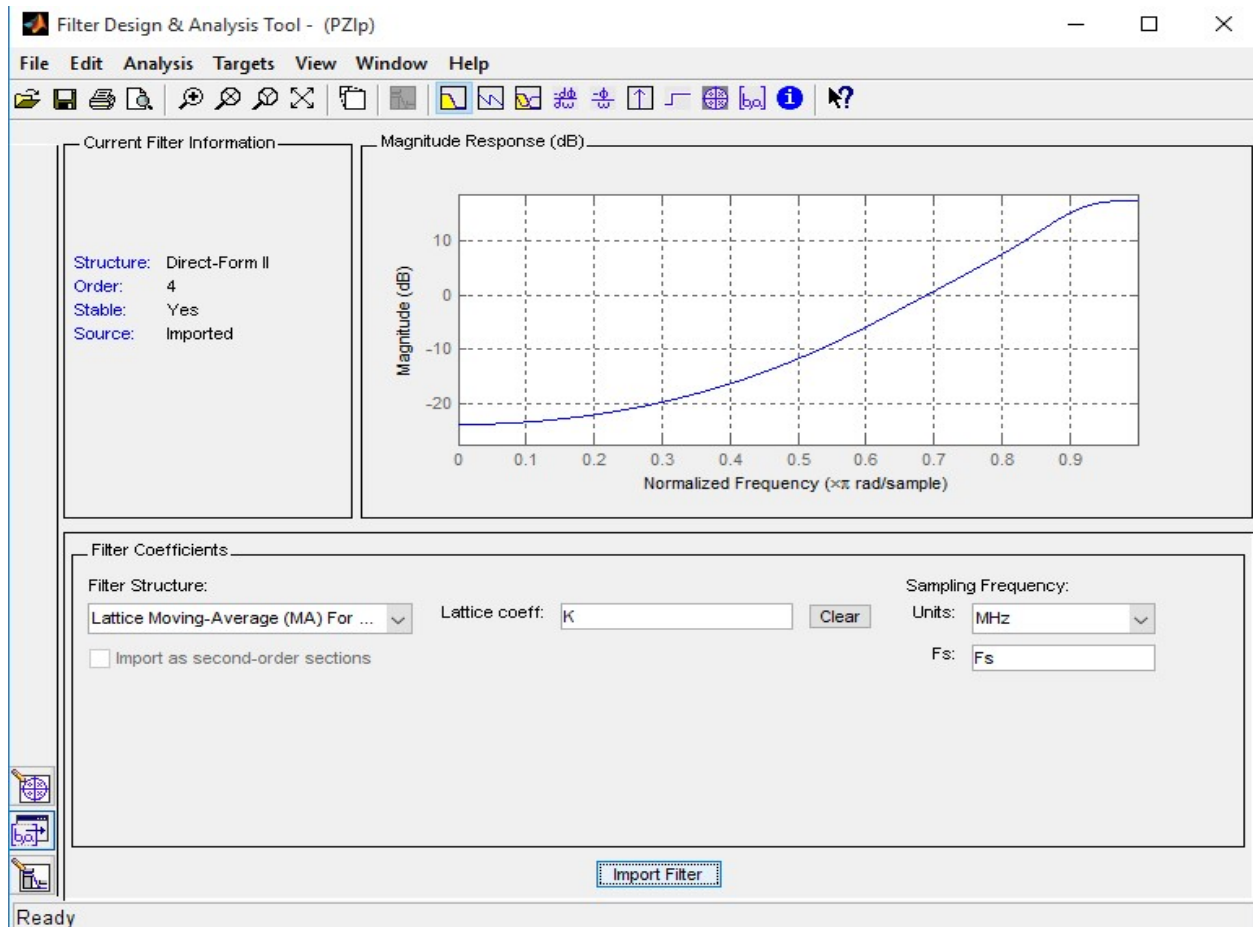 Filter Design & Analysis Tool - (PZlp)
File Edit Analysis Targets View Window Help
Current Filter Information
Structure: Direct-Form II
Order: 4
Stable: Yes
Source: Imported
Magnitude Response (dB)
Magnitude (dB)
10
0
-10
-20
0 0.1 0.2 0.3 0.4 0.5 0.6 0.7 0.8 0.9
Normalized Frequency (×π rad/sample)
Filter Coefficients
Filter Structure:
Lattice Moving-Average (MA) For ...
Import as second-order sections
Lattice coeff: K Clear
Sampling Frequency:
Units: MHz
Fs: Fs
Import Filter
Ready